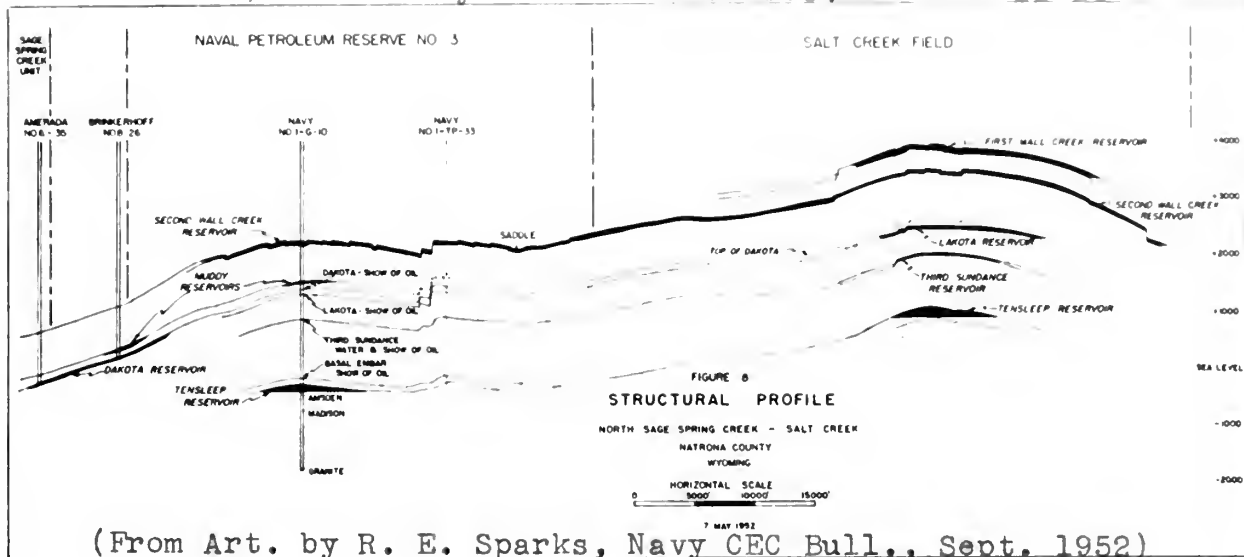 NAVAL PETROLEUM RESERVE NO 3
SALT CREEK FIELD
SAGE
SPRING
CREEK
UNIT
AMERADA
NO. 6 - 35
BRINKERHOFF
NO. 8 26
NAVY
NO. 1-G-10
NAVY
NO. 1-TP-33
FIRST WALL CREEK RESERVOIR
SECOND WALL CREEK
RESERVOIR
SECOND WALL CREEK
RESERVOIR
SADDLE
MUDDY
RESERVOIRS
DAKOTA - SHOW OF OIL
LAKOTA - SHOW OF OIL
TOP OF DAKOTA
LAKOTA RESERVOIR
THIRD SUNDANCE
RESERVOIR
TENSLEEP RESERVOIR
THIRD SUNDANCE
WATER & SHOW OF OIL
BASAL EMBAR
SHOW OF OIL
DAKOTA RESERVOIR
TENSLEEP
RESERVOIR
AMSDEN
MADISON
GRANITE
+4000
+3000
+2000
+1000
SEA LEVEL
-1000
-2000
FIGURE 8
STRUCTURAL PROFILE
NORTH SAGE SPRING CREEK - SALT CREEK
NATRONA COUNTY
WYOMING
HORIZONTAL SCALE
0 5000' 10000' 15000'
7 MAY 1952
(From Art. by R. E. Sparks, Navy CEC Bull., Sept. 1952)